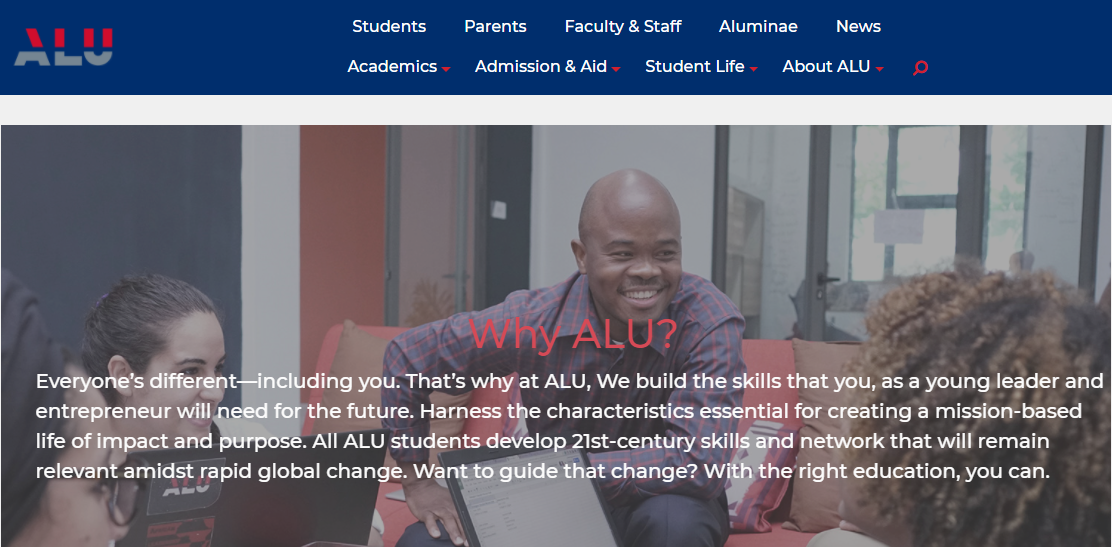 ALU
Students Parents Faculty & Staff Aluminae News
Academics Admission & Aid Student Life About ALU
Why ALU?
Everyone's different—including you. That's why at ALU, We build the skills that you, as a young leader and
entrepreneur will need for the future. Harness the characteristics essential for creating a mission-based
life of impact and purpose. All ALU students develop 21st-century skills and network that will remain
relevant amidst rapid global change. Want to guide that change? With the right education, you can.
ALU